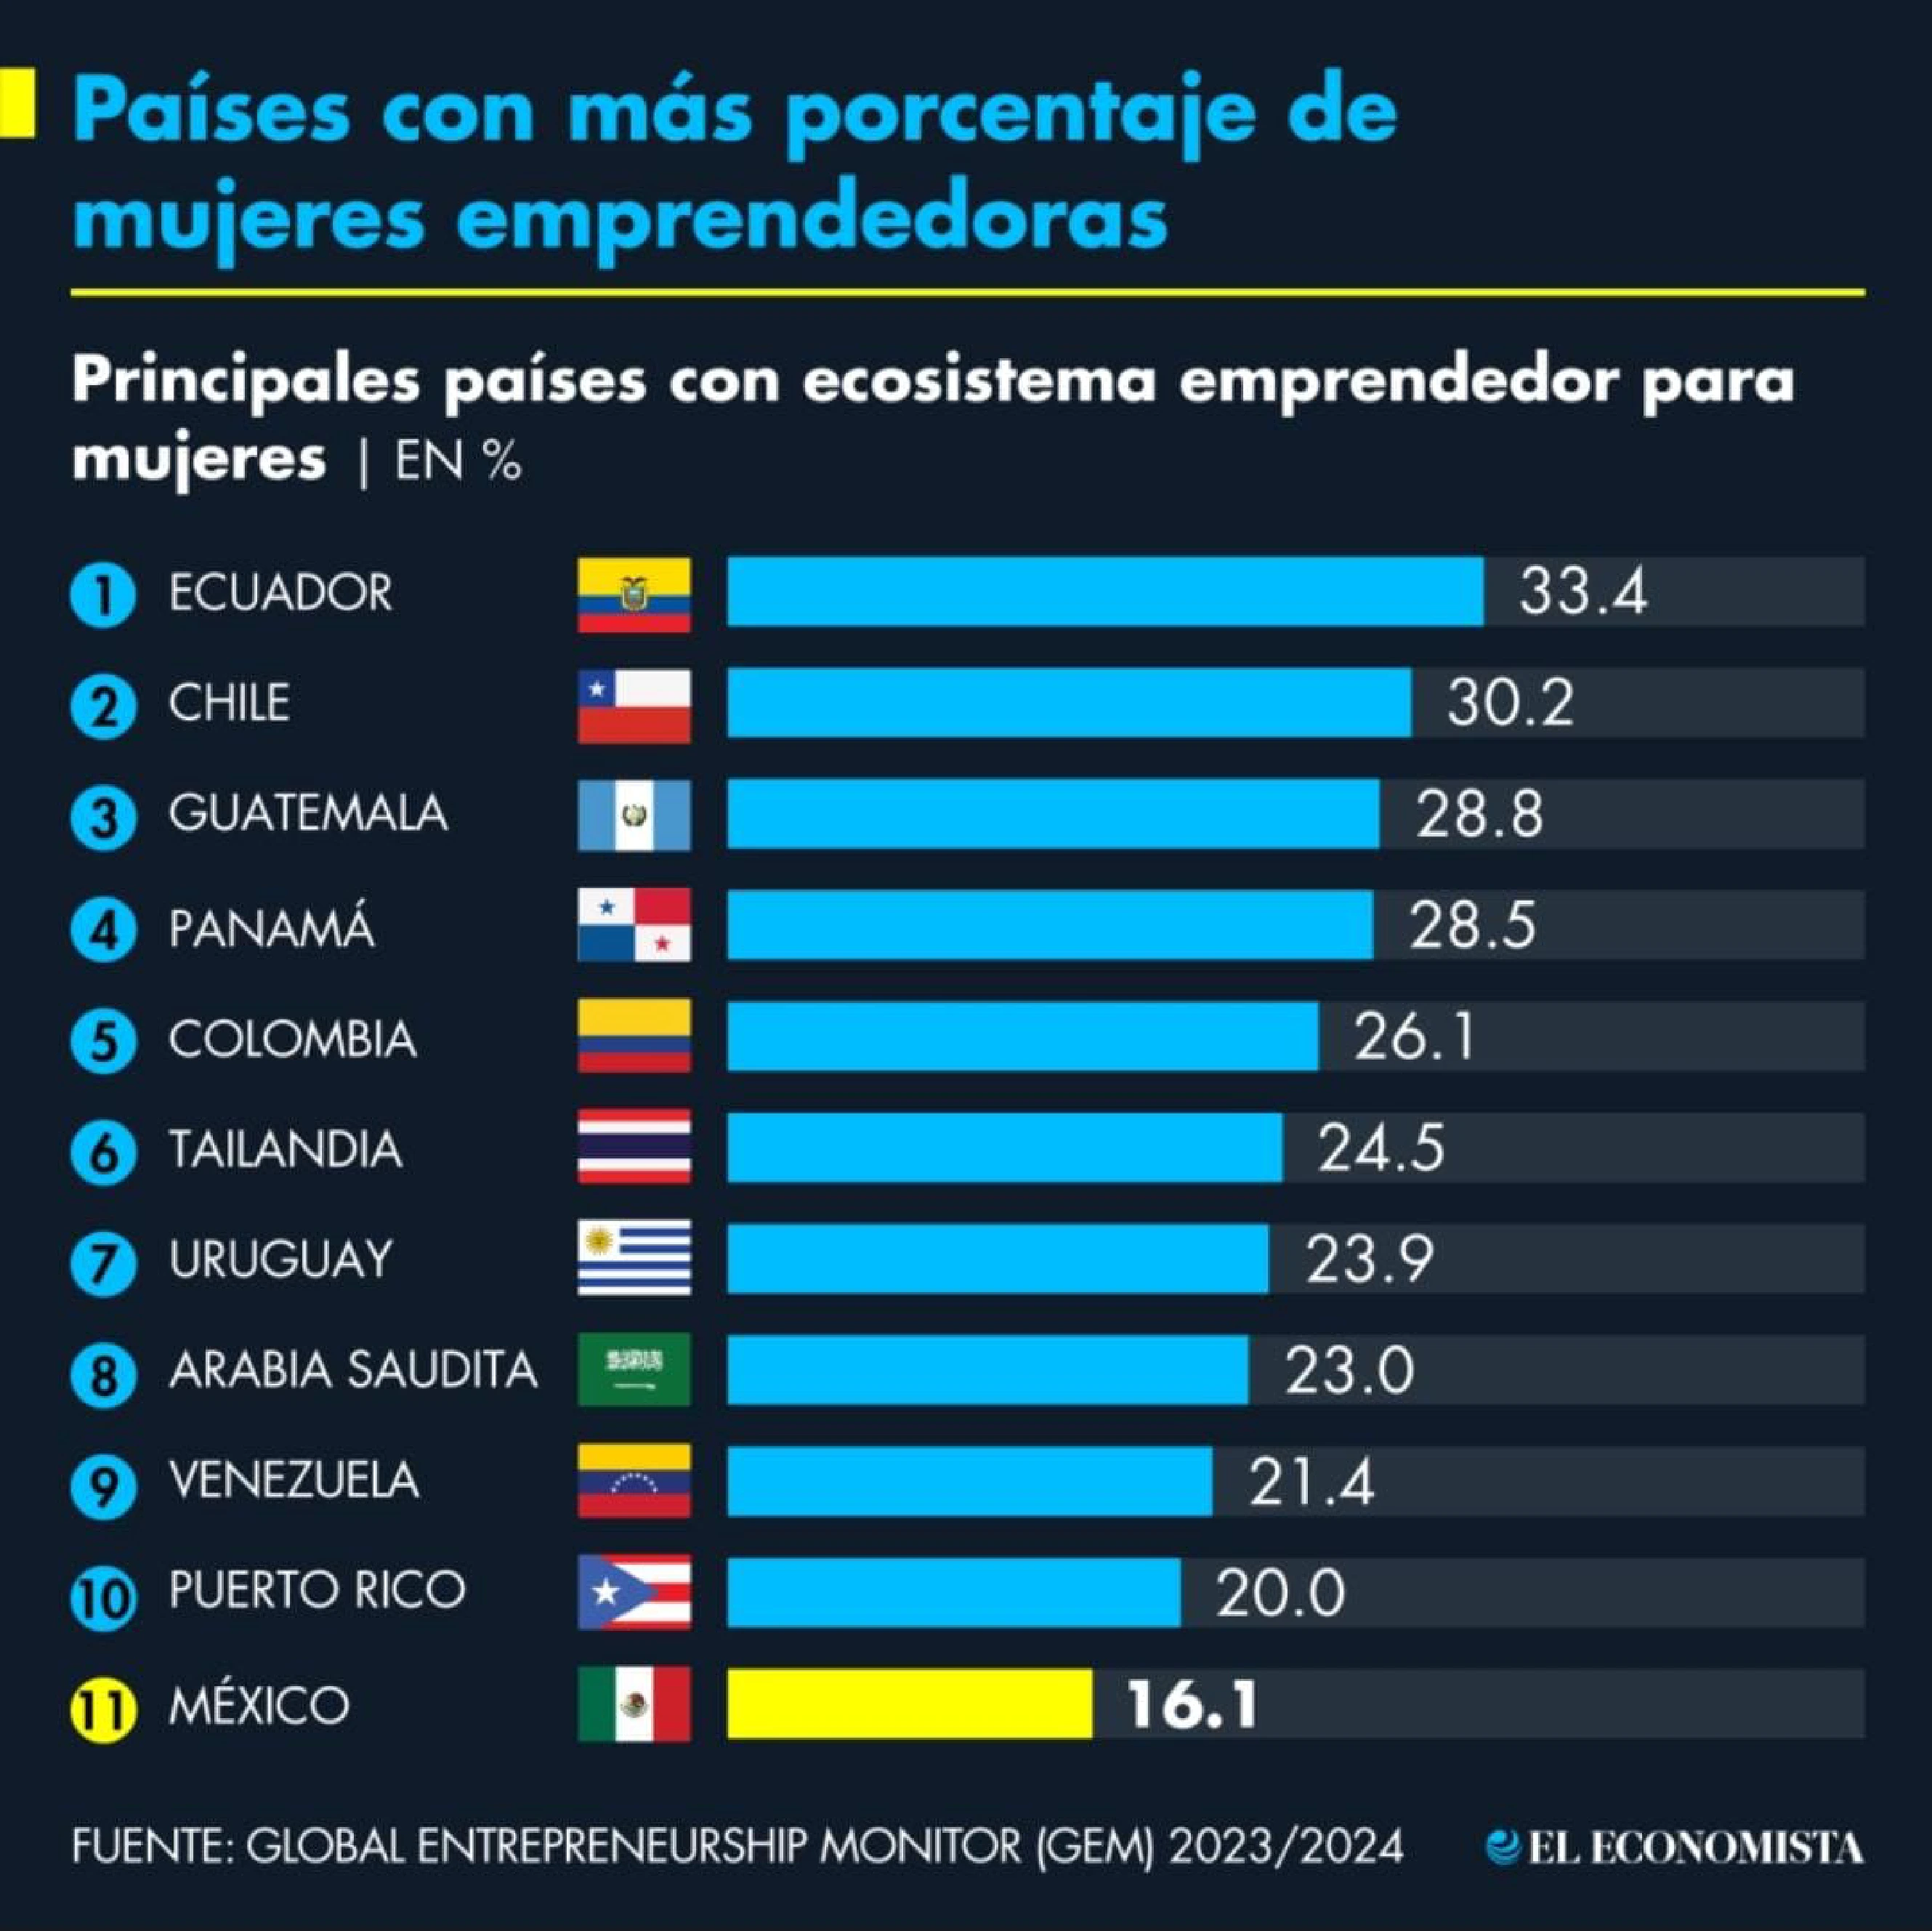 Países con más porcentaje de
mujeres emprendedoras
Principales países con ecosistema emprendedor para
mujeres | EN %
1 ECUADOR 33.4
2 CHILE 30.2
3 GUATEMALA 28.8
4 PANAMÁ 28.5
5 COLOMBIA 26.1
6 TAILANDIA 24.5
7 URUGUAY 23.9
8 ARABIA SAUDITA 23.0
9 VENEZUELA 21.4
10 PUERTO RICO 20.0
11 MÉXICO 16.1
FUENTE: GLOBAL ENTREPRENEURSHIP MONITOR (GEM) 2023/2024 EL ECONOMISTA